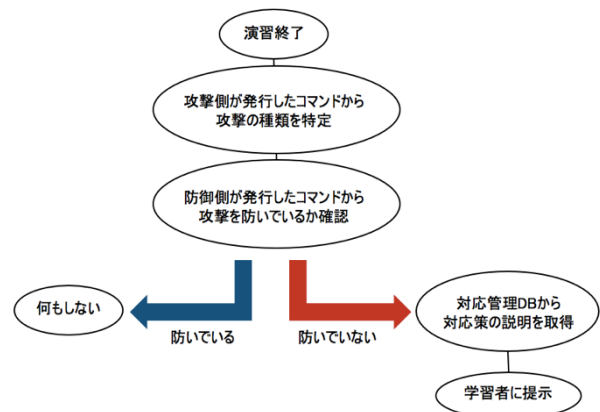 演習終了
攻撃側が発行したコマンドから
攻撃の種類を特定
防御側が発行したコマンドから
攻撃を防いでいるか確認
何もしない
防いでいる
防いでいない
対応管理DBから
対応策の説明を取得
学習者に提示